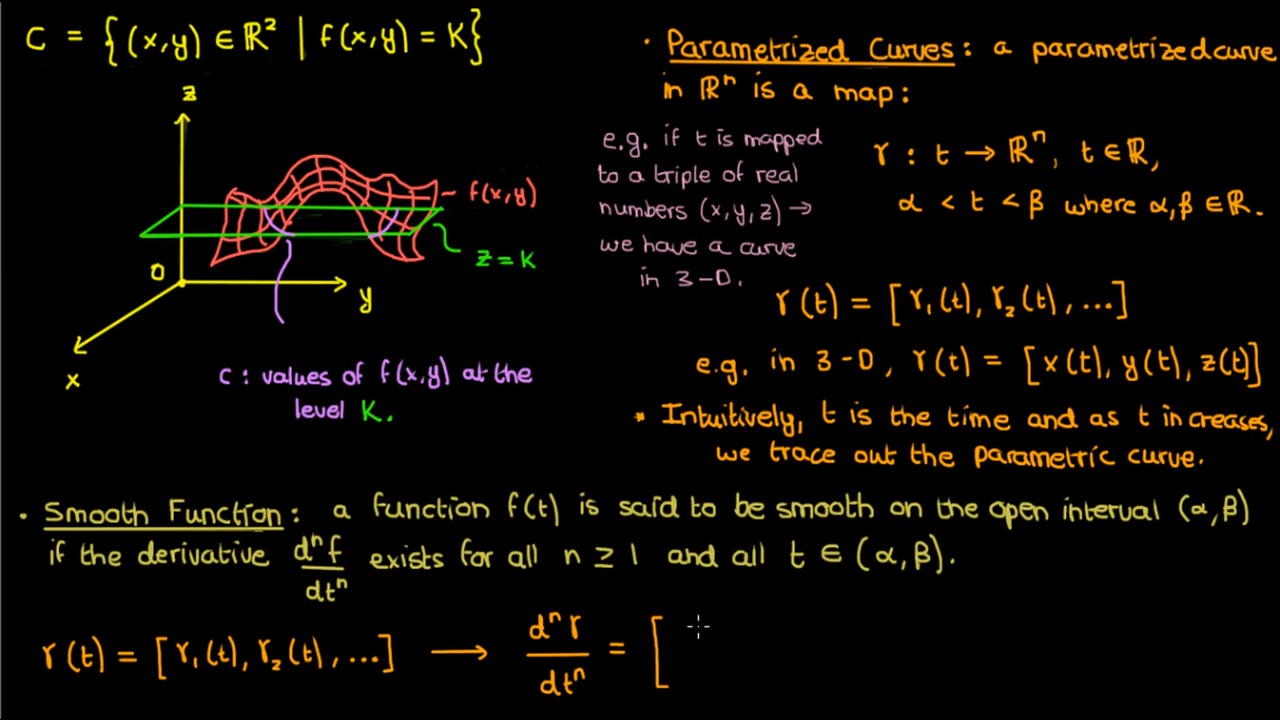 C = {(x,y) ∈ ℝ² | f(x,y) = K}
z
f(x,y)
z = K
O
y
x
C : values of f(x,y) at the
level K.
· Parametrized Curves: a parametrized curve
in ℝⁿ is a map:
e.g. if t is mapped
to a triple of real
numbers (x,y,z) →
we have a curve
in 3-D.
r : t → ℝⁿ, t ∈ ℝ,
α < t < β where α,β ∈ ℝ.
r(t) = [r₁(t), r₂(t), ...]
e.g. in 3-D, r(t) = [x(t), y(t), z(t)]
* Intuitively, t is the time and as t increases,
we trace out the parametric curve.
· Smooth Function: a function f(t) is said to be smooth on the open interval (α,β)
if the derivative dⁿf/dtⁿ exists for all n ≥ 1 and all t ∈ (α,β).
r(t) = [r₁(t), r₂(t), ...] → dⁿr/dtⁿ = [